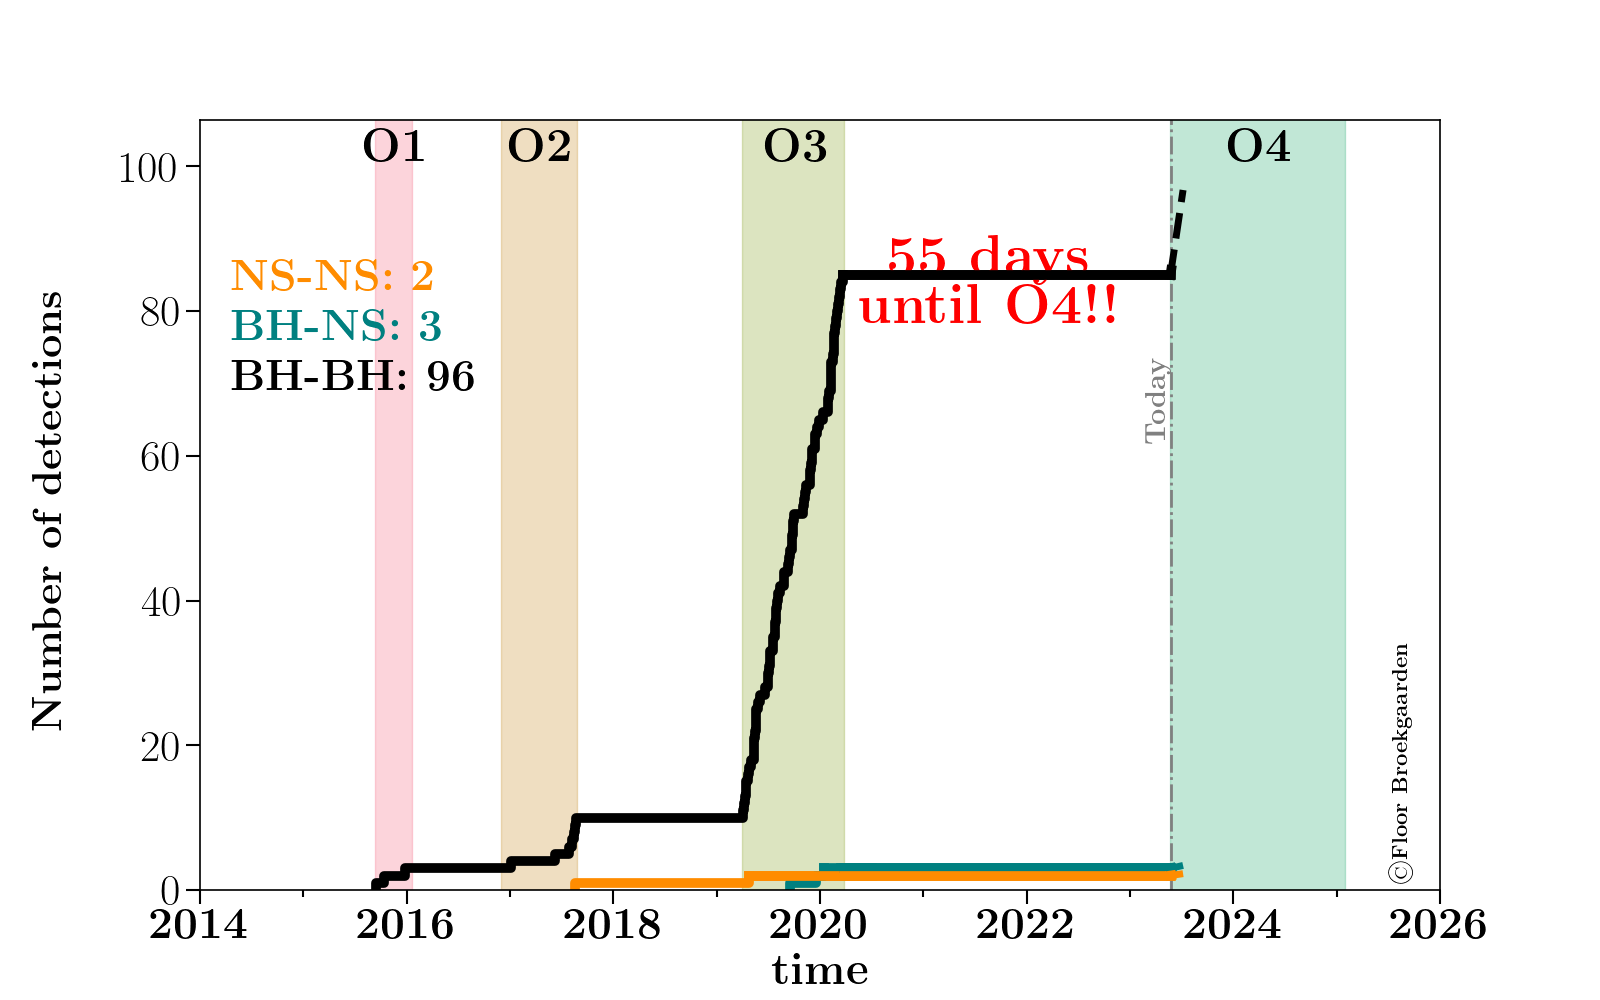 O1
O2
O3
O4
NS-NS: 2
BH-NS: 3
BH-BH: 96
55 days
until O4!!
Today
©Floor Broekgaarden
Number of detections
100
80
60
40
20
0
2014
2016
2018
2020
2022
2024
2026
time